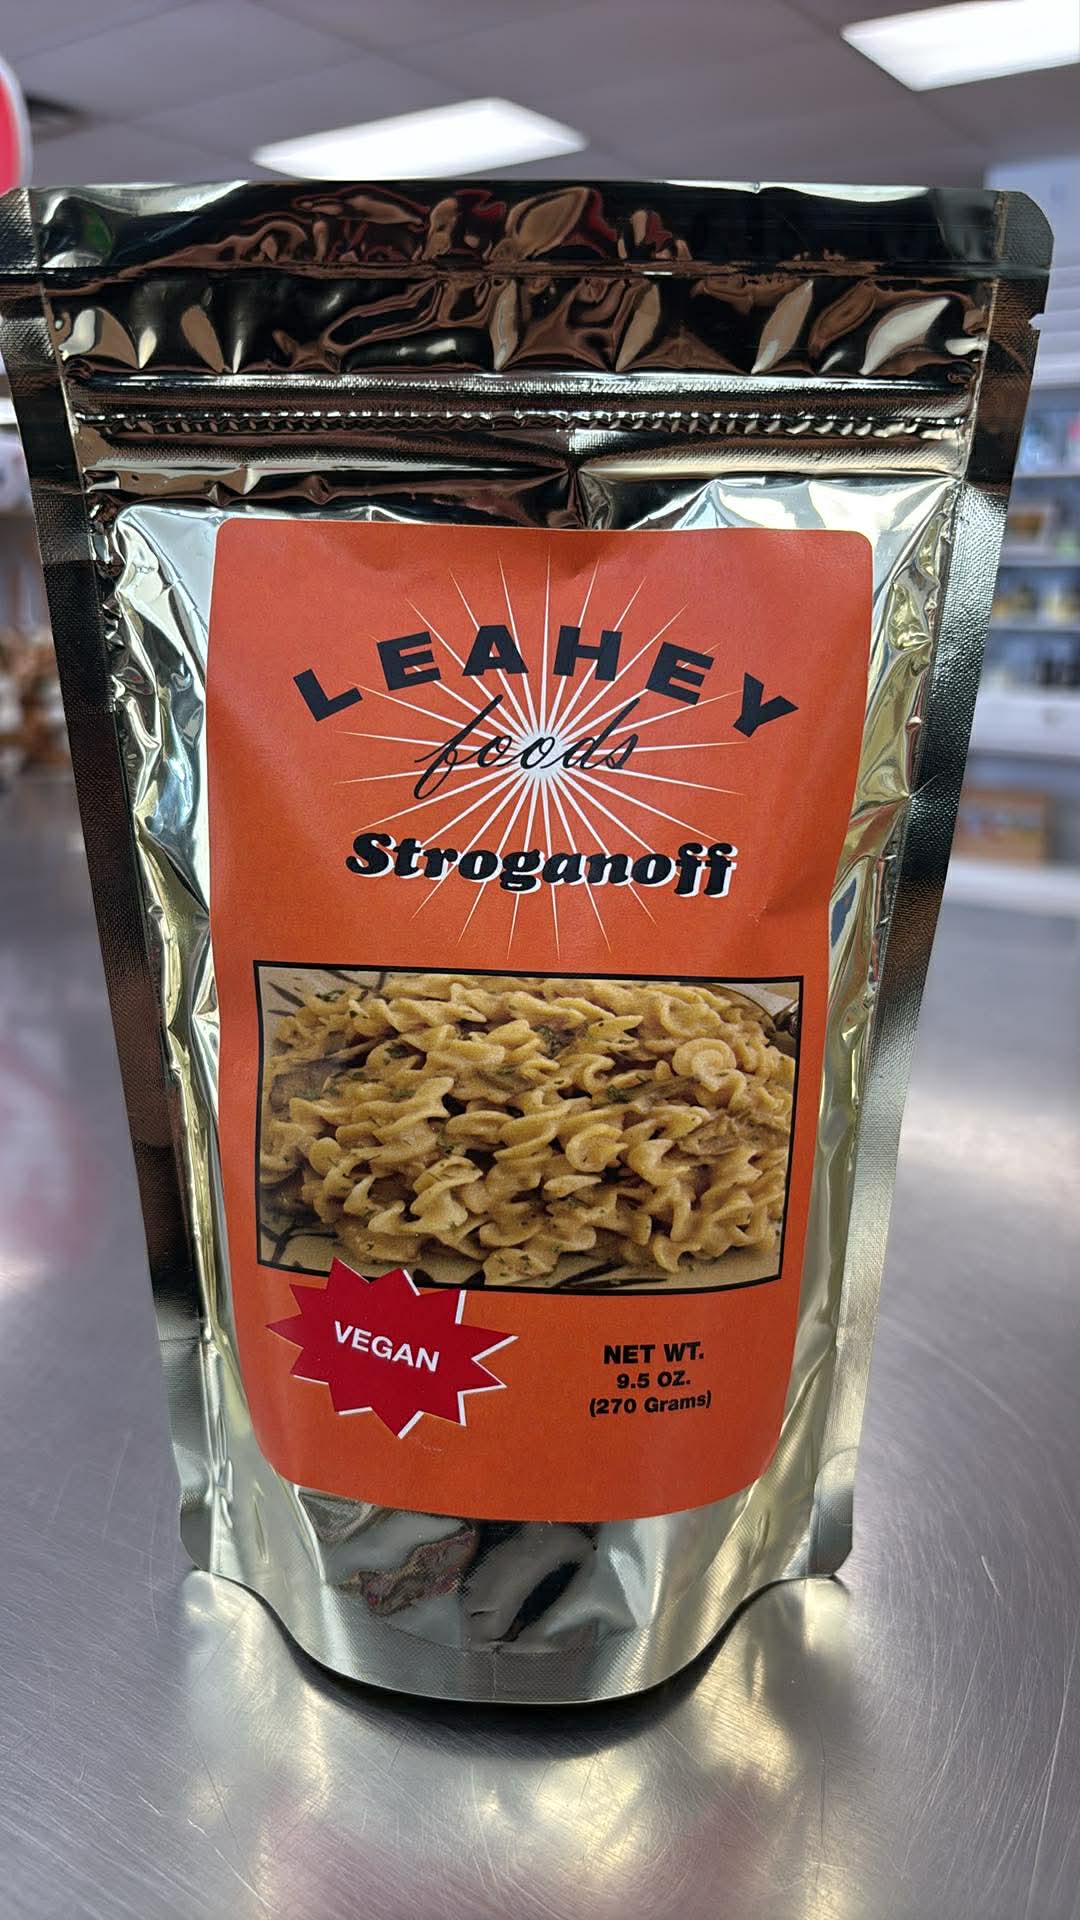 LEAHEY
foods
Stroganoff
VEGAN
NET WT.
9.5 OZ.
(270 Grams)